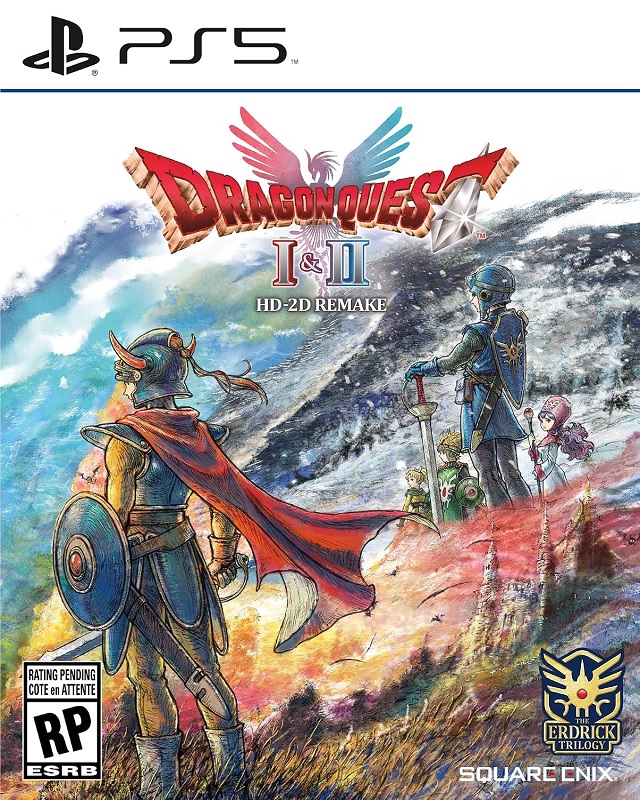 PS5
DRAGON QUEST
I & II
HD-2D REMAKE
RATING PENDING
COTE en ATTENTE
RP
ESRB
THE
ERDRICK
TRILOGY
SQUARE ENIX